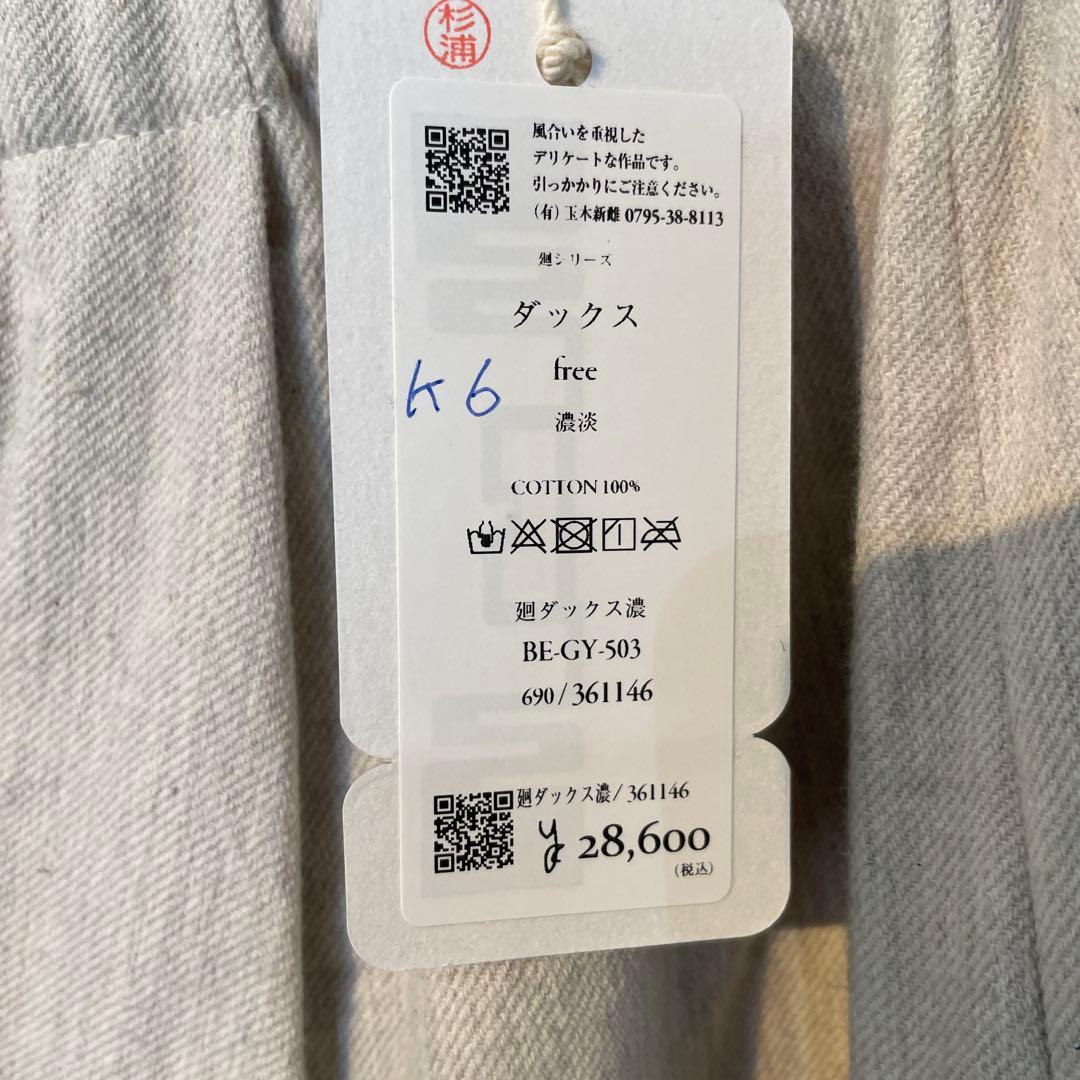 杉浦
風合いを重視した
デリケートな作品です。
引っかかりにご注意ください。
(有)玉木新雌 0795-38-8113
廻シリーズ
ダックス
free
K6
濃淡
COTTON 100%
廻ダックス濃
BE-GY-503
690/361146
廻ダックス濃/361146
¥ 28,600
(税込)